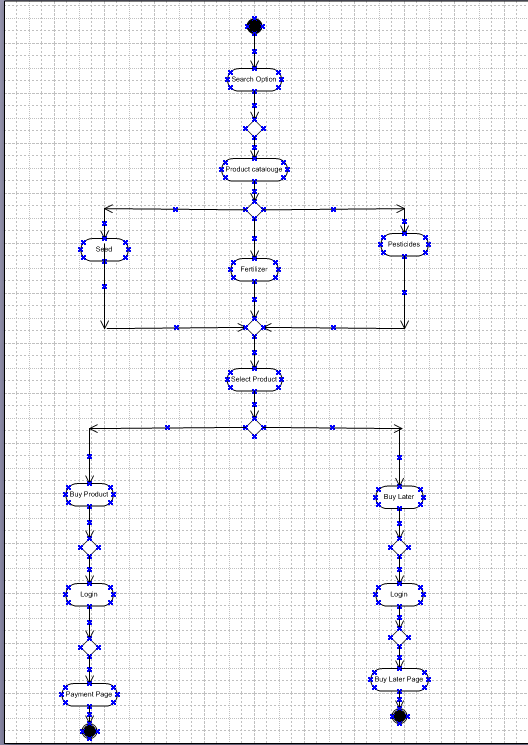 Search Option
Product catalouge
Seed
Fertilizer
Pesticides
Select Product
Buy Product
Buy Later
Login
Login
Payment Page
Buy Later Page